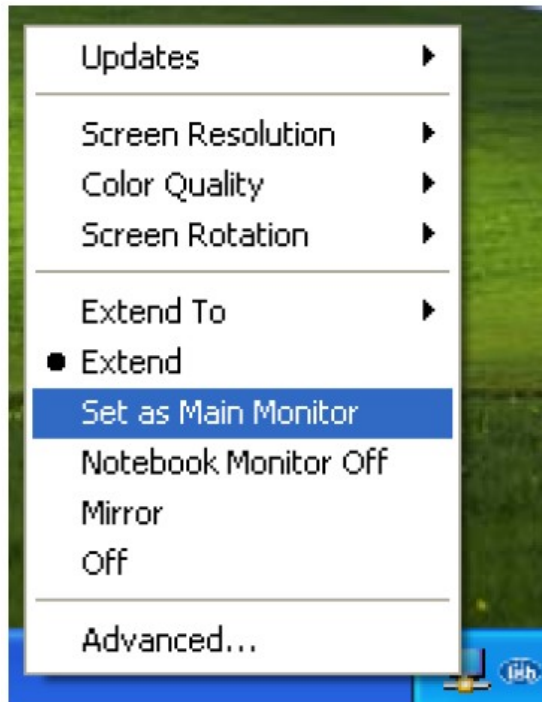 Updates
Screen Resolution
Color Quality
Screen Rotation
Extend To
Extend
Set as Main Monitor
Notebook Monitor Off
Mirror
Off
Advanced...